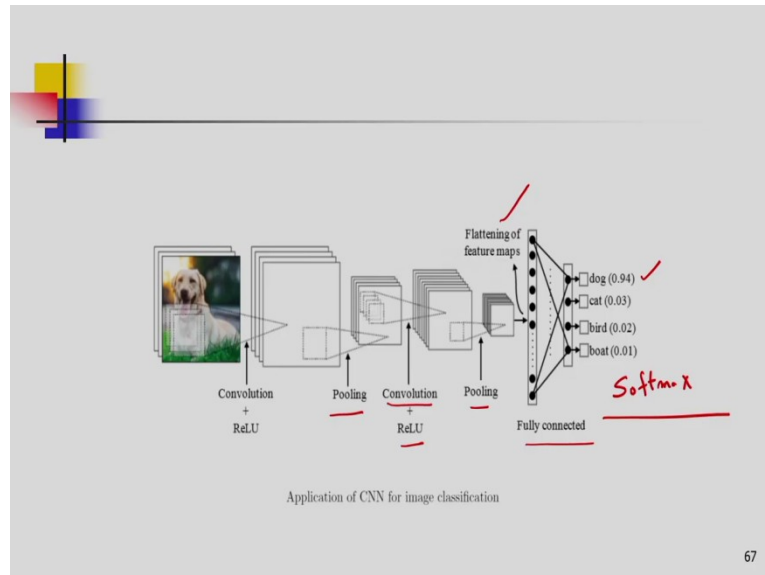 Flattening of
feature maps
dog (0.94)
cat (0.03)
bird (0.02)
boat (0.01)
Softmax
Convolution
+
ReLU
Pooling
Convolution
+
ReLU
Pooling
Fully connected
Application of CNN for image classification
67